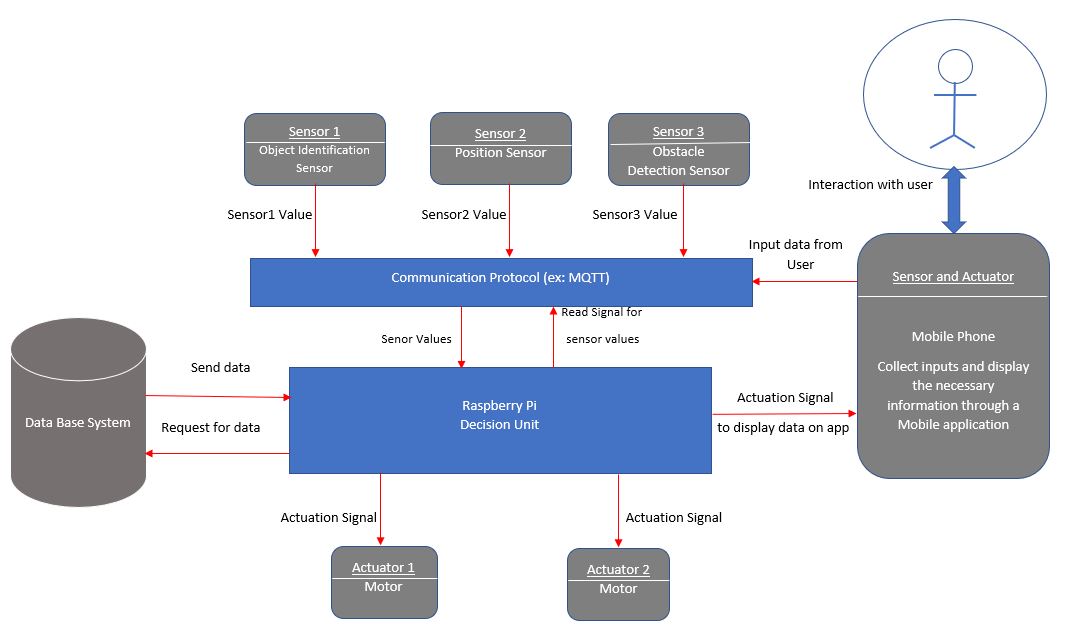 Sensor 1
Object Identification
Sensor
Sensor 2
Position Sensor
Sensor 3
Obstacle
Detection Sensor
Interaction with user
Sensor1 Value
Sensor2 Value
Sensor3 Value
Input data from
User
Communication Protocol (ex: MQTT)
Sensor and Actuator
Mobile Phone
Collect inputs and display
the necessary
information through a
Mobile application
Read Signal for
sensor values
Senor Values
Send data
Data Base System
Request for data
Raspberry Pi
Decision Unit
Actuation Signal
to display data on app
Actuation Signal
Actuation Signal
Actuator 1
Motor
Actuator 2
Motor